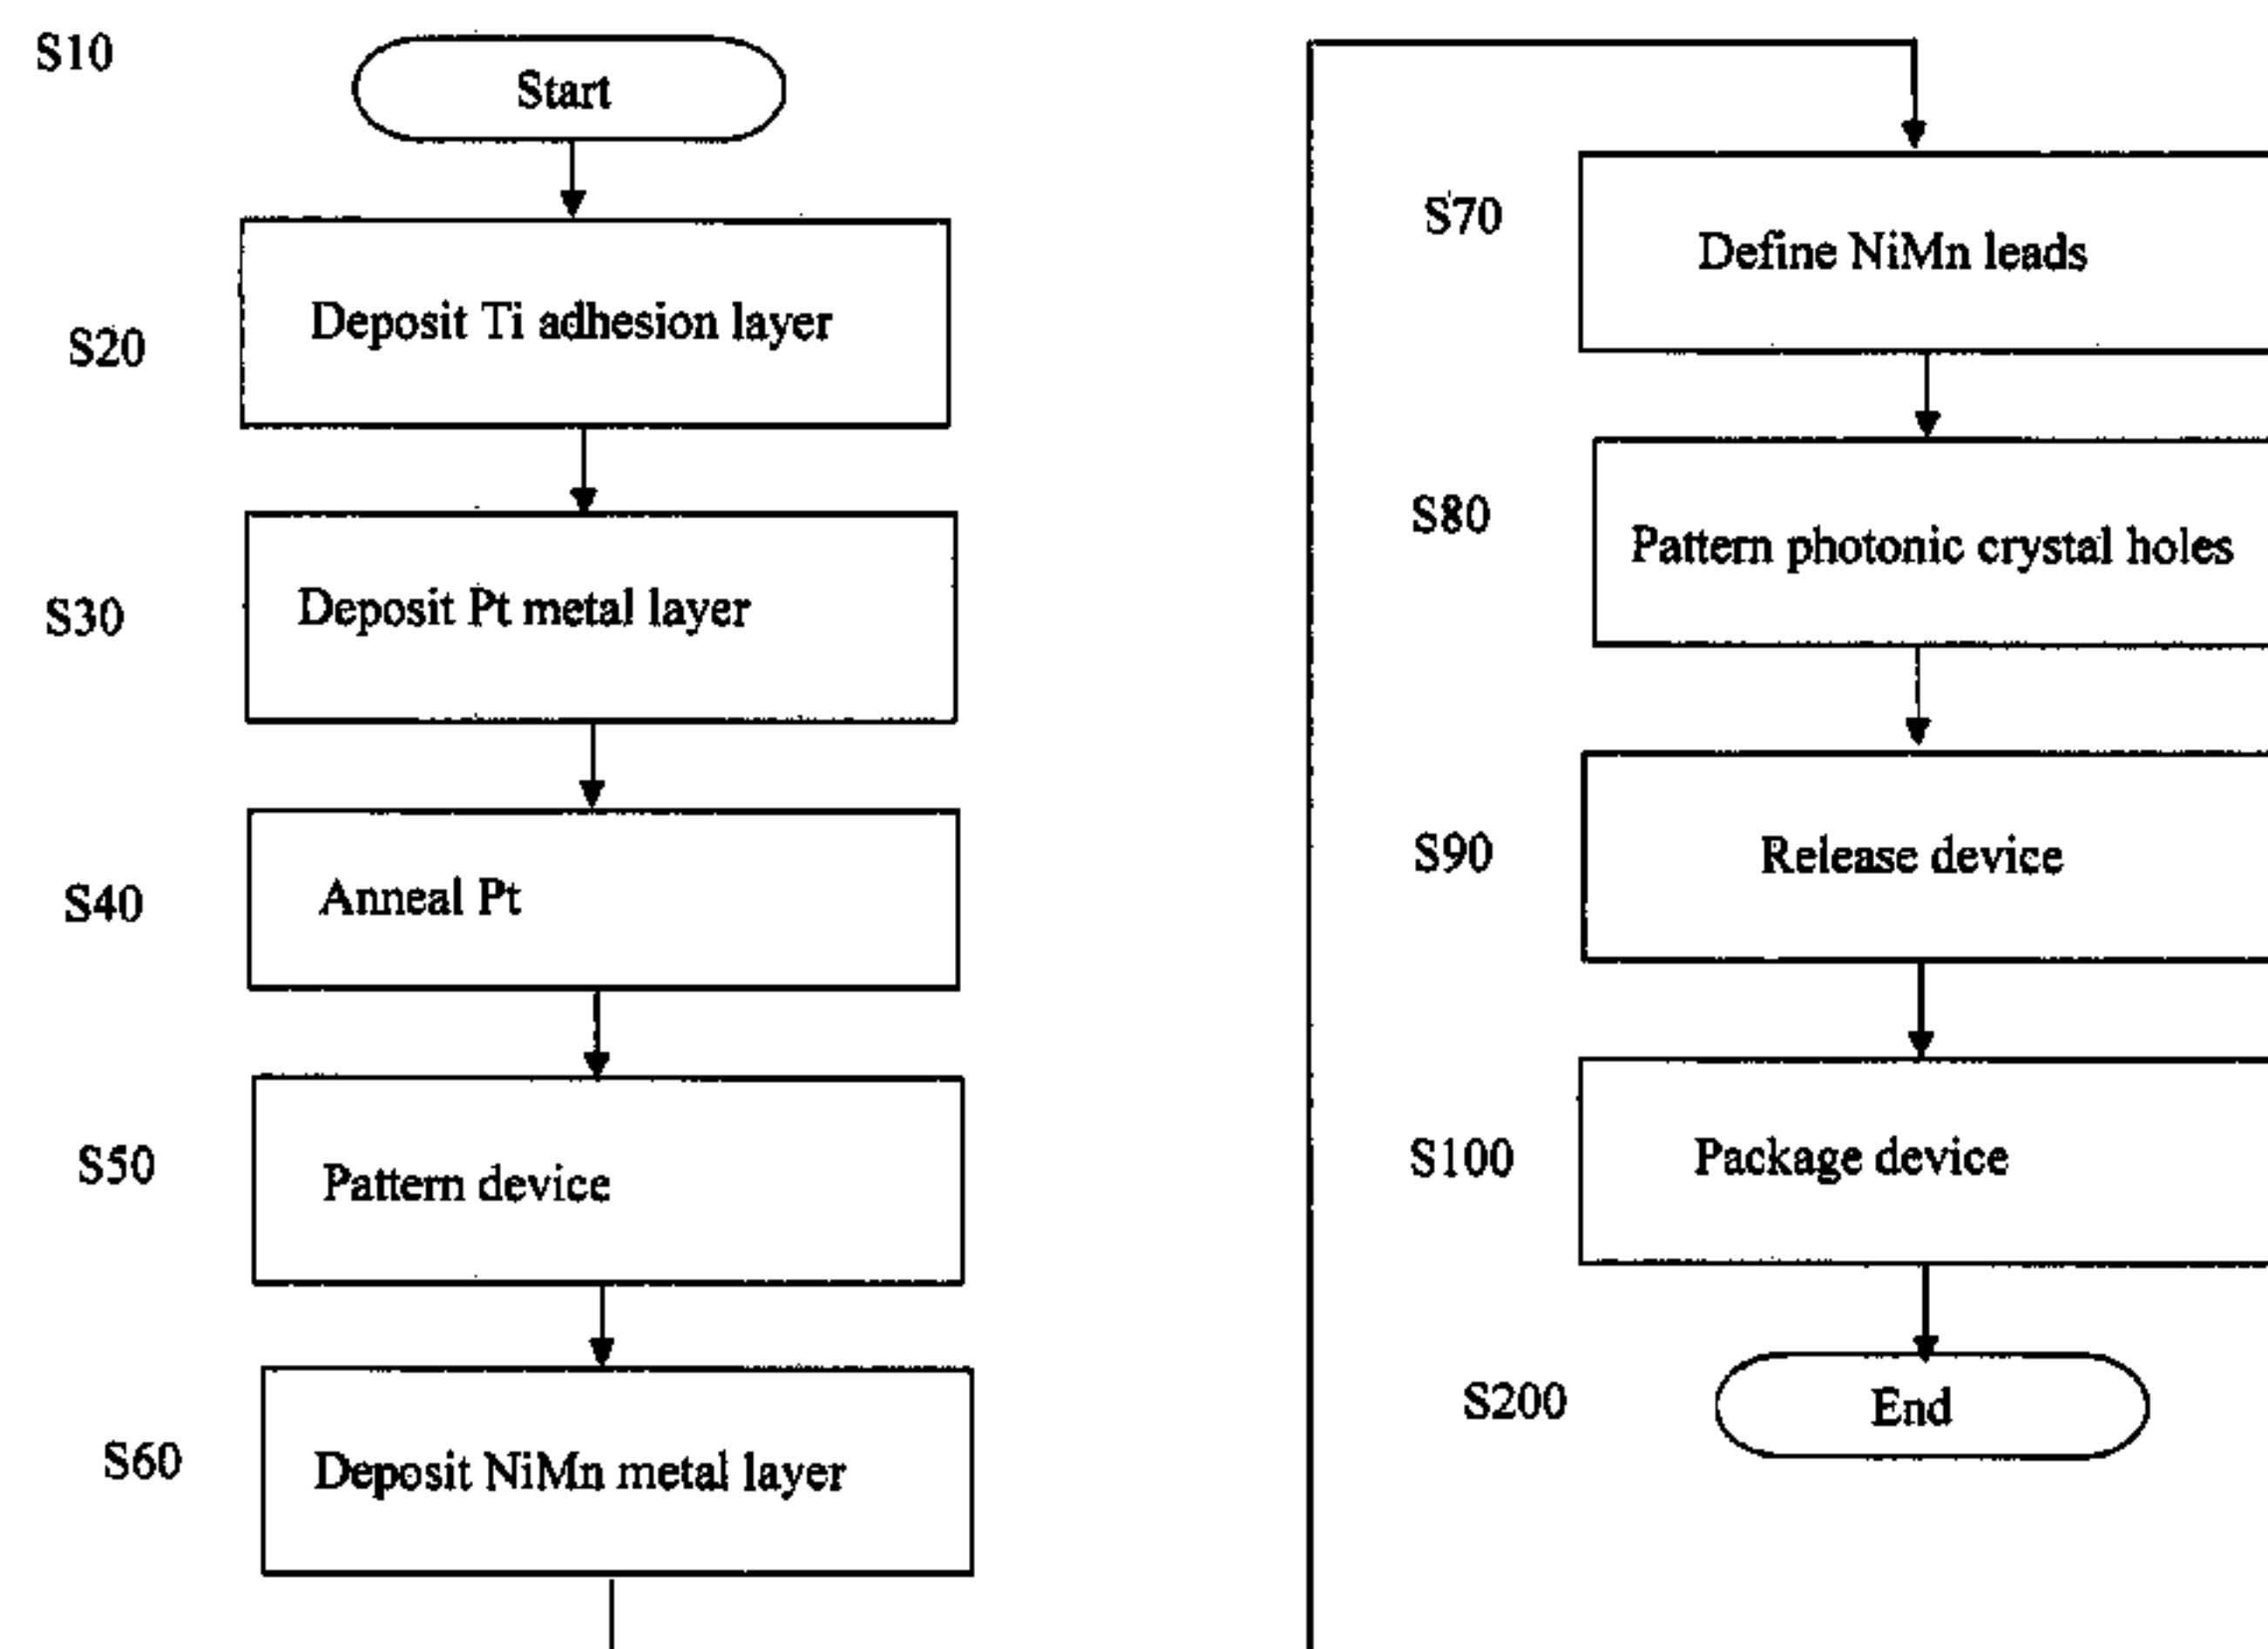 S10
Start
S20
Deposit Ti adhesion layer
S30
Deposit Pt metal layer
S40
Anneal Pt
S50
Pattern device
S60
Deposit NiMn metal layer
S70
Define NiMn leads
S80
Pattern photonic crystal holes
S90
Release device
S100
Package device
S200
End